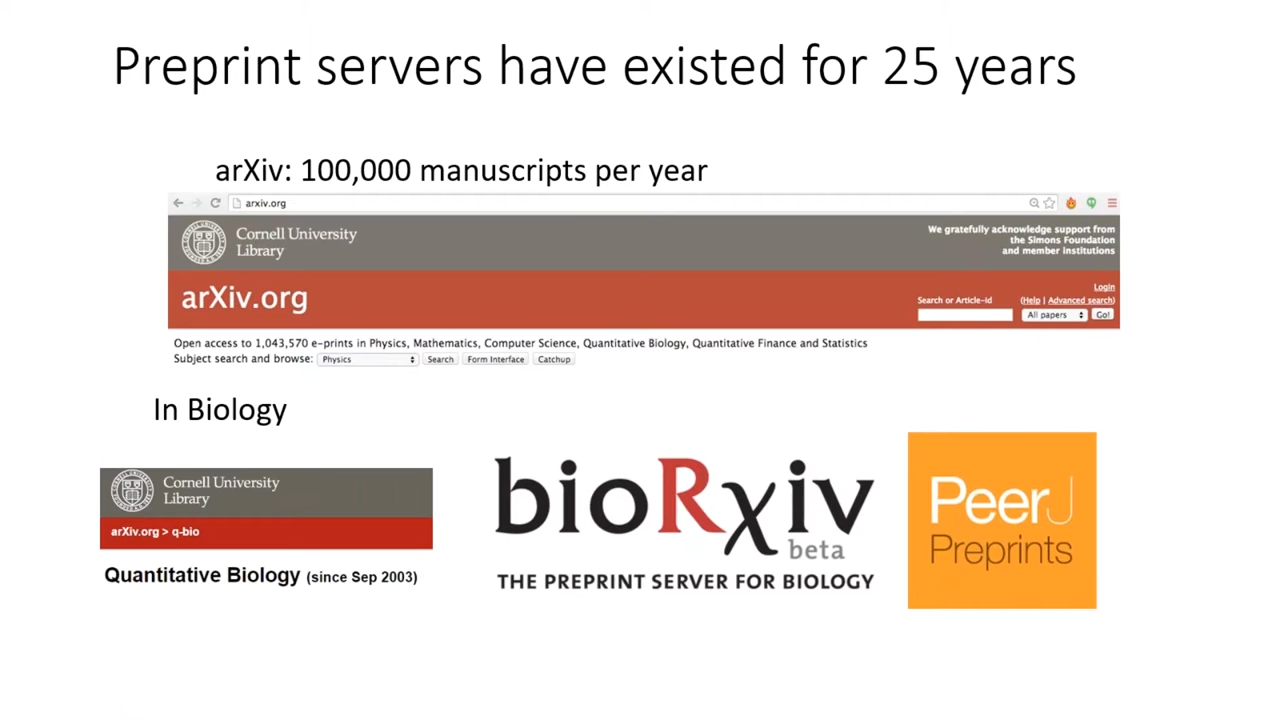 Preprint servers have existed for 25 years
arXiv: 100,000 manuscripts per year
arxiv.org
Cornell University
Library
We gratefully acknowledge support from
the Simons Foundation
and member institutions
arXiv.org
Login
Search or Article-id
(Help | Advanced search)
All papers
Go!
Open access to 1,043,570 e-prints in Physics, Mathematics, Computer Science, Quantitative Biology, Quantitative Finance and Statistics
Subject search and browse: Physics Search Form Interface Catchup
In Biology
Cornell University
Library
arXiv.org > q-bio
Quantitative Biology (since Sep 2003)
bioRχiv
beta
THE PREPRINT SERVER FOR BIOLOGY
PeerJ
Preprints